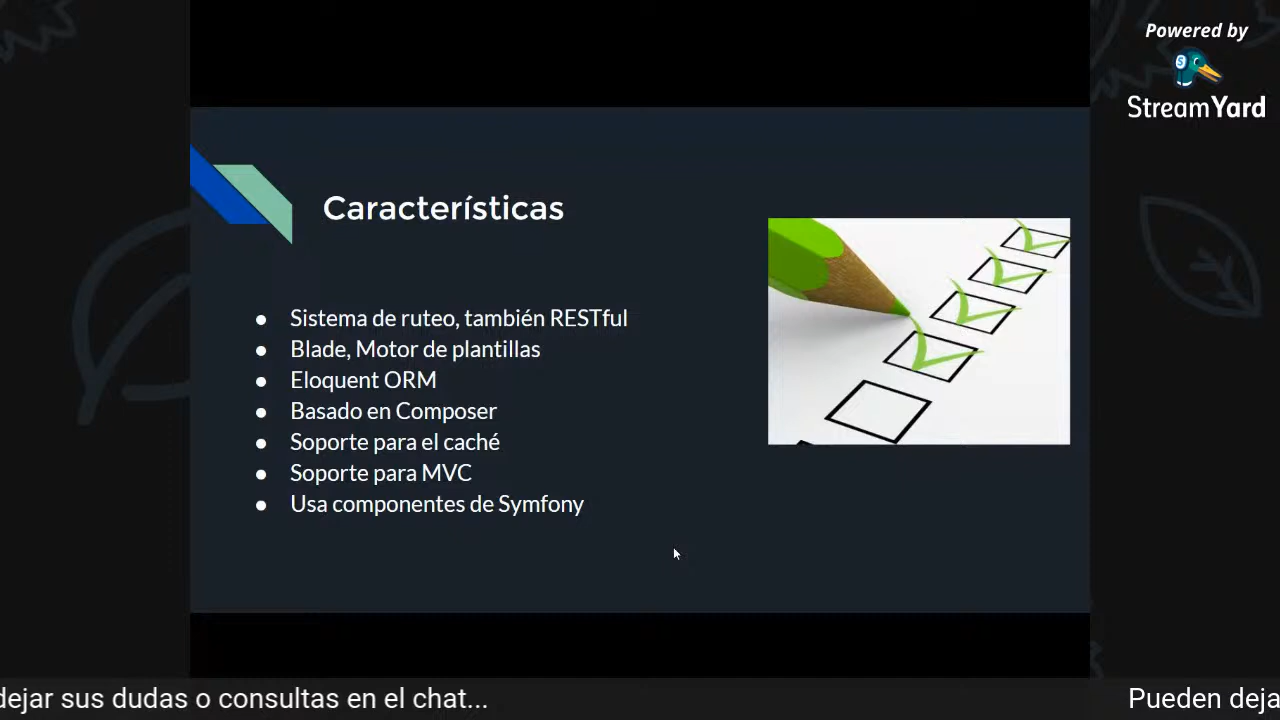 Powered by
StreamYard
Características
Sistema de ruteo, también RESTful
Blade, Motor de plantillas
Eloquent ORM
Basado en Composer
Soporte para el caché
Soporte para MVC
Usa componentes de Symfony
dejar sus dudas o consultas en el chat...
Pueden deja